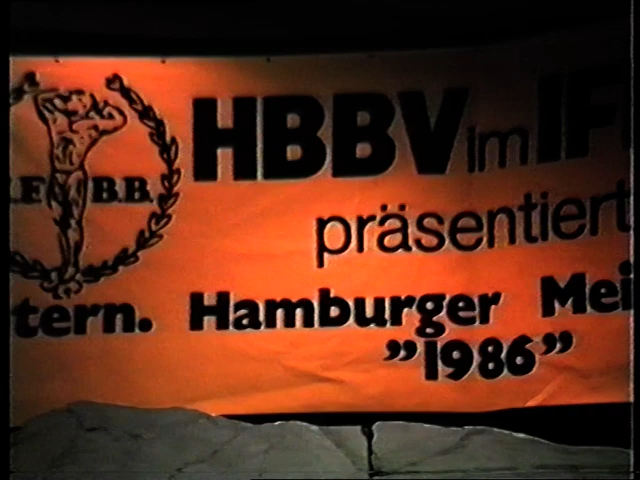 HBBV im IF
präsentiert
F. B.B.
tern. Hamburger Mei
”1986”